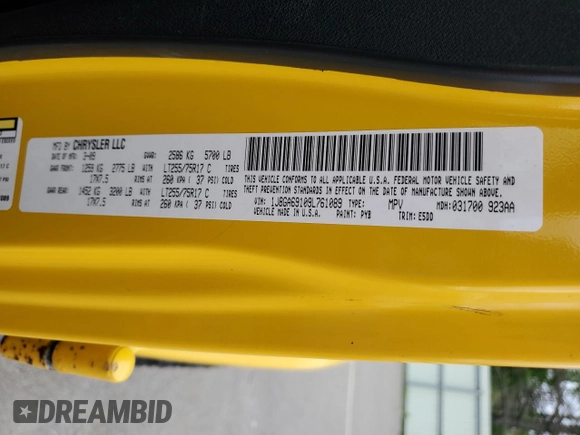 MFD BY CHRYSLER LLC
DATE OF MFR: 3-09 GVWR: 2586 KG 5700 LB
GAWR FRONT: 1259 KG 2775 LB WITH LT255/75R17 C TIRES
17X7.5 RIMS AT 260 KPA ( 37 PSI) COLD
GAWR REAR: 1452 KG 3200 LB WITH LT255/75R17 C TIRES
17X7.5 RIMS AT 260 KPA ( 37 PSI) COLD
THIS VEHICLE CONFORMS TO ALL APPLICABLE U.S.A. FEDERAL MOTOR VEHICLE SAFETY AND
THEFT PREVENTION STANDARDS IN EFFECT ON THE DATE OF MANUFACTURE SHOWN ABOVE.
VIN: 1J8GA69109L761089 TYPE: MPV MDH: 031700 923AA
VEHICLE MADE IN U.S.A. PAINT: PYB TRIM: E5DD
DREAMBID